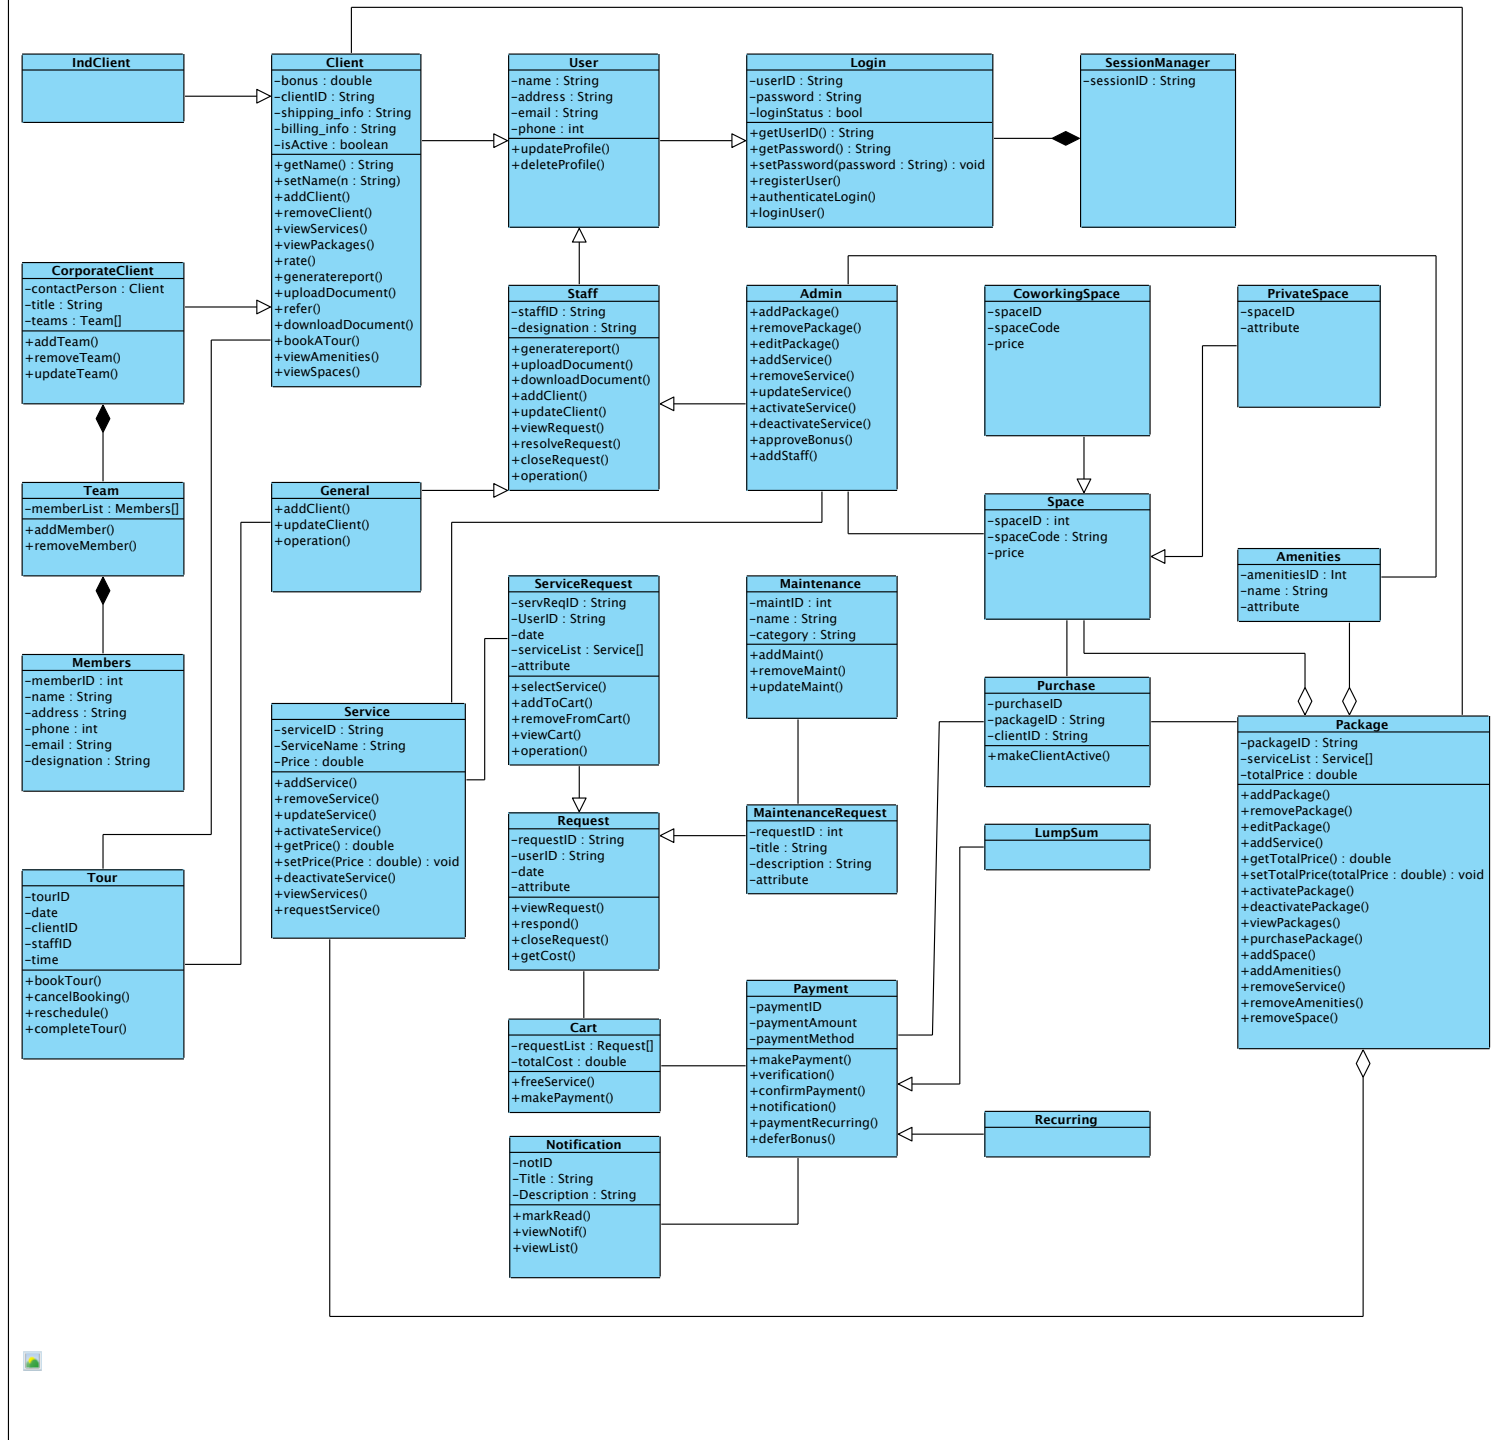 IndClient
Client
-bonus : double
-clientID : String
-shipping_info : String
-billing_info : String
-isActive : boolean
+getName() : String
+setName(n : String)
+addClient()
+removeClient()
+viewServices()
+viewPackages()
+rate()
+generatereport()
+uploadDocument()
+refer()
+downloadDocument()
+bookATour()
+viewAmenities()
+viewSpaces()
User
-name : String
-address : String
-email : String
-phone : int
+updateProfile()
+deleteProfile()
Login
-userID : String
-password : String
-loginStatus : bool
+getUserID() : String
+getPassword() : String
+setPassword(password : String) : void
+registerUser()
+authenticateLogin()
+loginUser()
SessionManager
-sessionID : String
CorporateClient
-contactPerson : Client
-title : String
-teams : Team[]
+addTeam()
+removeTeam()
+updateTeam()
Staff
-staffID : String
-designation : String
+generatereport()
+uploadDocument()
+downloadDocument()
+addClient()
+updateClient()
+viewRequest()
+resolveRequest()
+closeRequest()
+operation()
Admin
+addPackage()
+removePackage()
+editPackage()
+addService()
+removeService()
+updateService()
+activateService()
+deactivateService()
+approveBonus()
+addStaff()
CoworkingSpace
-spaceID
-spaceCode
-price
PrivateSpace
-spaceID
-attribute
Team
-memberList : Members[]
+addMember()
+removeMember()
General
+addClient()
+updateClient()
+operation()
Space
-spaceID : int
-spaceCode : String
-price
Amenities
-amenitiesID : Int
-name : String
-attribute
ServiceRequest
-servReqID : String
-UserID : String
-date
-serviceList : Service[]
-attribute
+selectService()
+addToCart()
+removeFromCart()
+viewCart()
+operation()
Maintenance
-maintID : int
-name : String
-category : String
+addMaint()
+removeMaint()
+updateMaint()
Members
-memberID : int
-name : String
-address : String
-phone : int
-email : String
-designation : String
Service
-serviceID : String
-ServiceName : String
-Price : double
+addService()
+removeService()
+updateService()
+activateService()
+getPrice() : double
+setPrice(Price : double) : void
+deactivateService()
+viewServices()
+requestService()
Purchase
-purchaseID
-packageID : String
-clientID : String
+makeClientActive()
Package
-packageID : String
-serviceList : Service[]
-totalPrice : double
+addPackage()
+removePackage()
+editPackage()
+addService()
+getTotalPrice() : double
+setTotalPrice(totalPrice : double) : void
+activatePackage()
+deactivatePackage()
+viewPackages()
+purchasePackage()
+addSpace()
+addAmenities()
+removeService()
+removeAmenities()
+removeSpace()
Request
-requestID : String
-userID : String
-date
-attribute
+viewRequest()
+respond()
+closeRequest()
+getCost()
MaintenanceRequest
-requestID : int
-title : String
-description : String
-attribute
LumpSum
Tour
-tourID
-date
-clientID
-staffID
-time
+bookTour()
+cancelBooking()
+reschedule()
+completeTour()
Payment
-paymentID
-paymentAmount
-paymentMethod
+makePayment()
+verification()
+confirmPayment()
+notification()
+paymentRecurring()
+deferBonus()
Cart
-requestList : Request[]
-totalCost : double
+freeService()
+makePayment()
Recurring
Notification
-notID
-Title : String
-Description : String
+markRead()
+viewNotif()
+viewList()